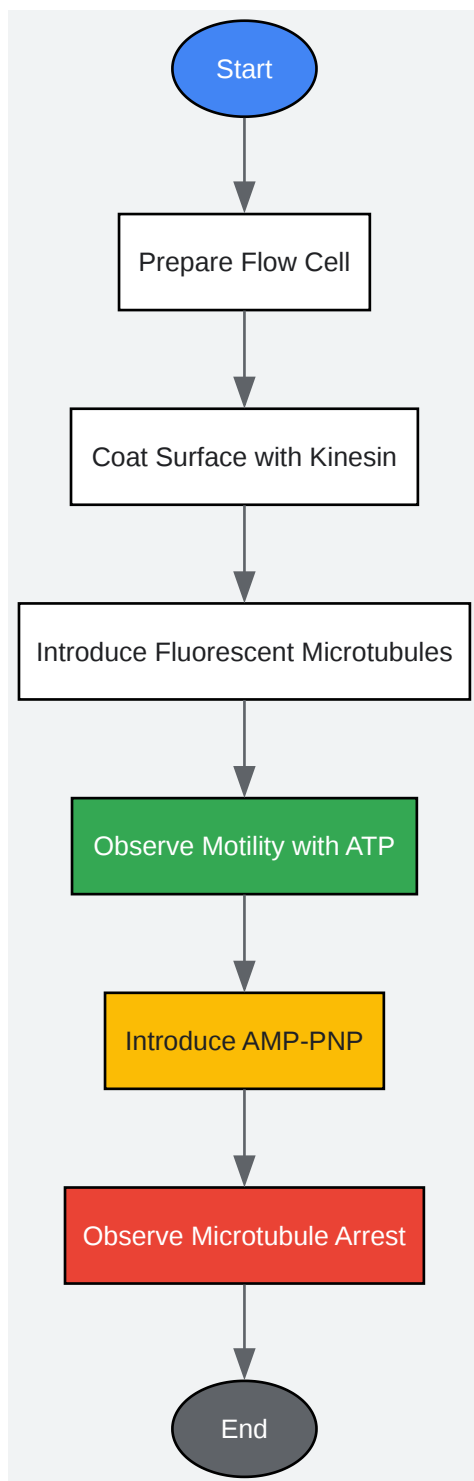 Start
Prepare Flow Cell
Coat Surface with Kinesin
Introduce Fluorescent Microtubules
Observe Motility with ATP
Introduce AMP-PNP
Observe Microtubule Arrest
End